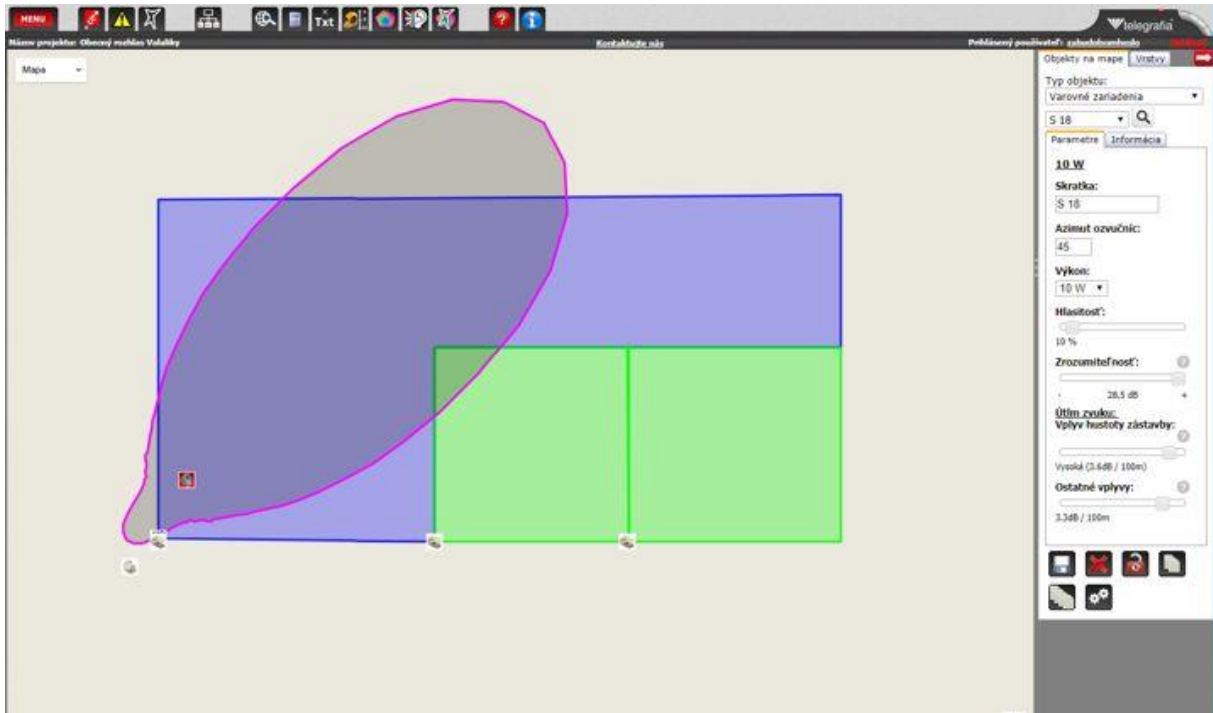 MENU
Txt
telegrafia
Názov projektu: Obecný rozhlas Valaliky
Kontaktujte nás
Prihlásený používateľ:
Mapa
Objekty na mape Vrstvy
Typ objektu:
Varovné zariadenia
S 18
Parametre Informácia
10 W
Skratka:
S 18
Azimut ozvučníc:
45
Výkon:
10 W
Hlasitosť:
10 %
Zrozumiteľnosť:
- 28,5 dB +
Útlm zvuku:
Vplyv hustoty zástavby:
Vysoká (3.6dB / 100m)
Ostatné vplyvy:
3.3dB / 100m